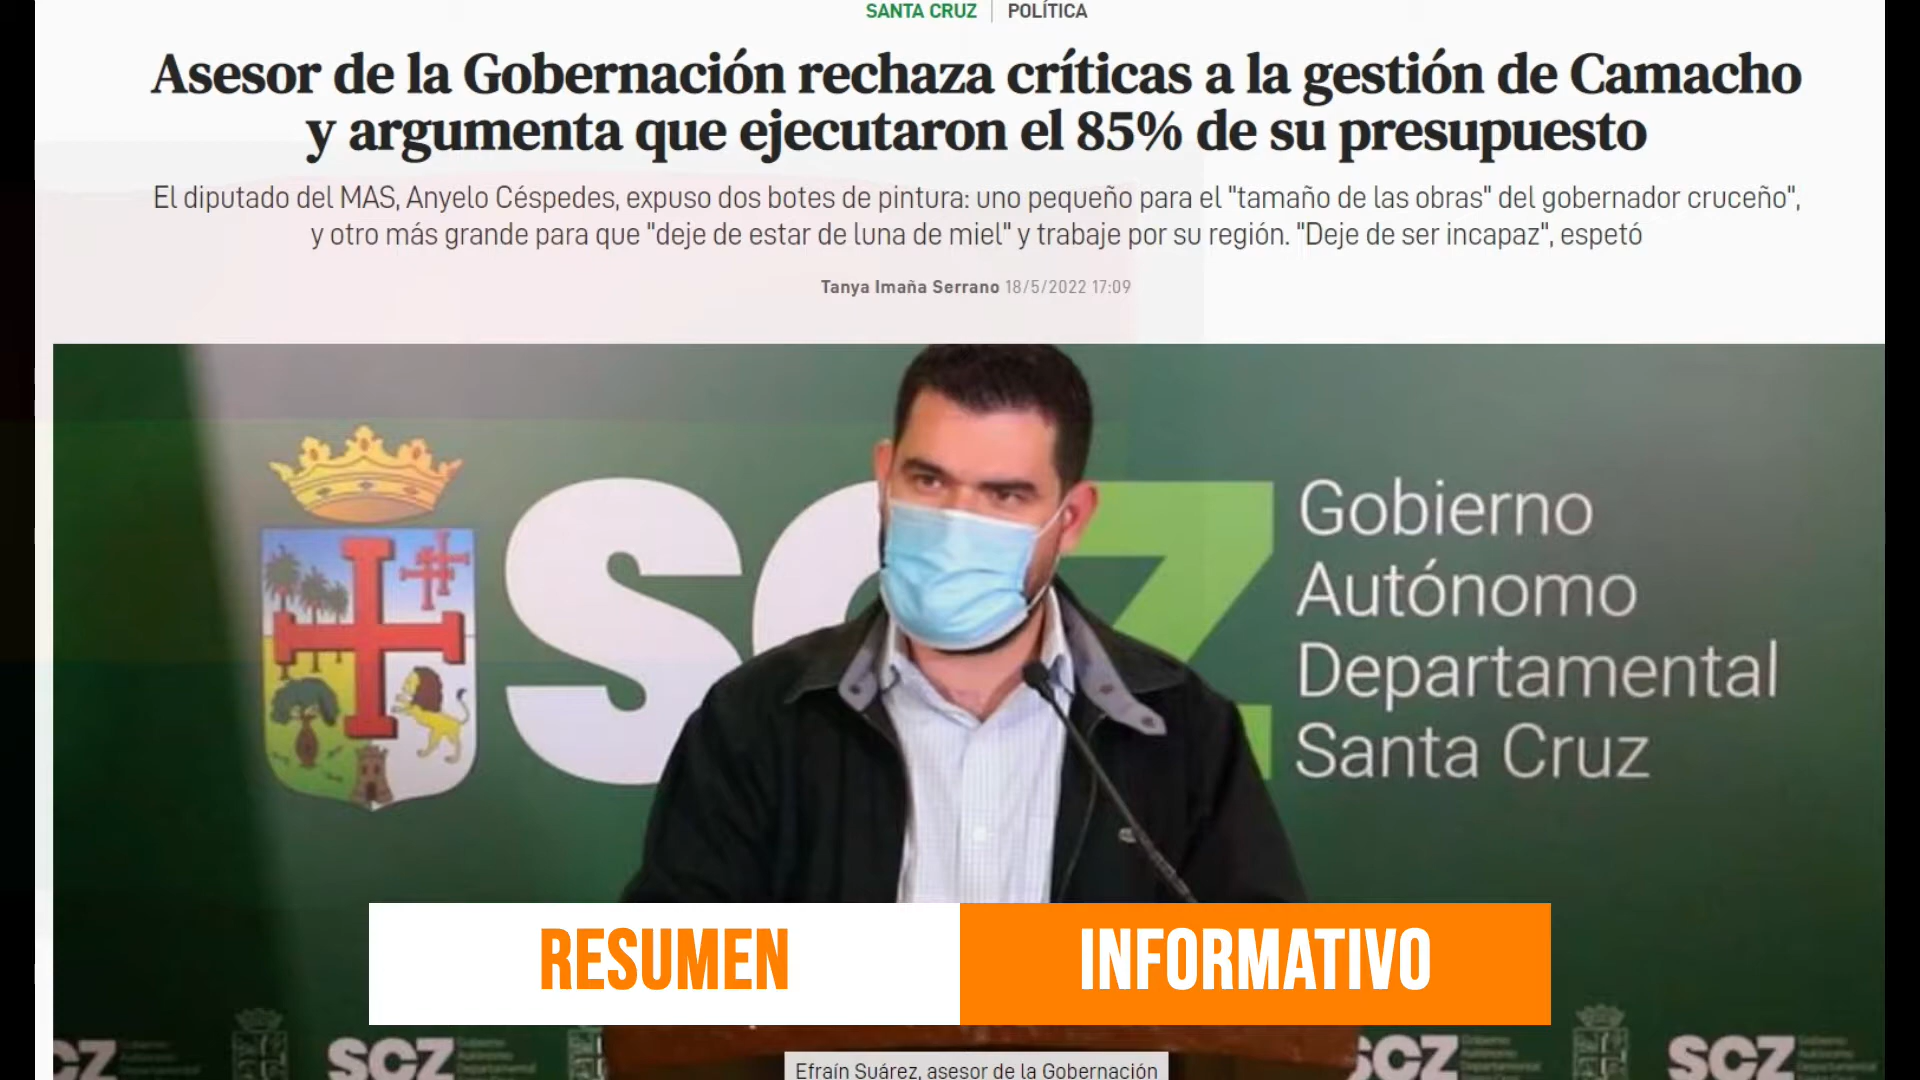 SANTA CRUZ | POLÍTICA
Asesor de la Gobernación rechaza críticas a la gestión de Camacho
y argumenta que ejecutaron el 85% de su presupuesto
El diputado del MAS, Anyelo Céspedes, expuso dos botes de pintura: uno pequeño para el "tamaño de las obras" del gobernador cruceño",
y otro más grande para que "deje de estar de luna de miel" y trabaje por su región. "Deje de ser incapaz", espetó
Tanya Imaña Serrano 18/5/2022 17:09
SCZ
Gobierno
Autónomo
Departamental
Santa Cruz
RESUMEN INFORMATIVO
SCZ
SCZ
SCZ
Efraín Suárez, asesor de la Gobernación